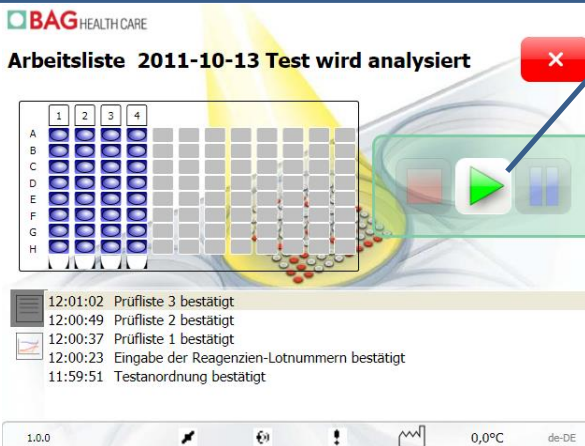 BAG HEALTH CARE
Arbeitsliste 2011-10-13 Test wird analysiert
1 2 3 4
A
B
C
D
E
F
G
H
12:01:02 Prüfliste 3 bestätigt
12:00:49 Prüfliste 2 bestätigt
12:00:37 Prüfliste 1 bestätigt
12:00:23 Eingabe der Reagenzien-Lotnummern bestätigt
11:59:51 Testanordnung bestätigt
1.0.0 0,0°C de-DE